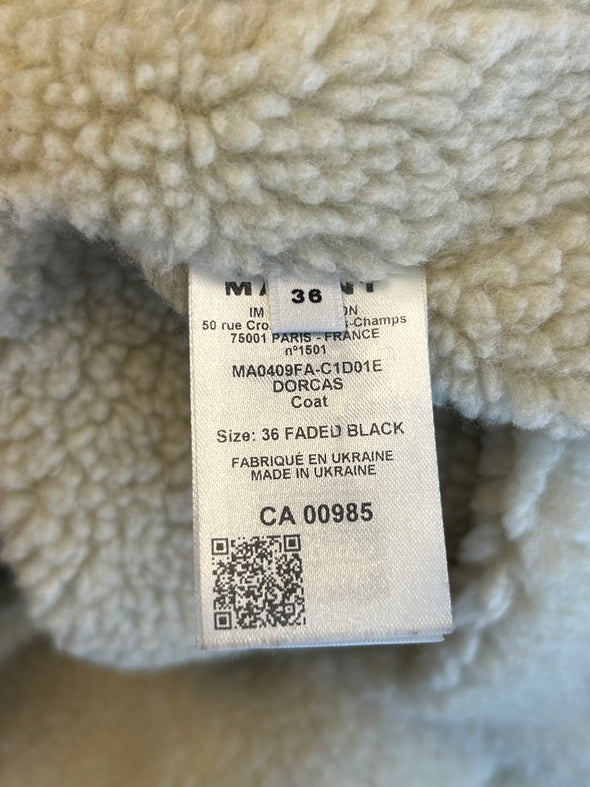 36
50 rue Cro -Champs
75001 PARIS - FRANCE
n°1501
MA0409FA-C1D01E
DORCAS
Coat
Size: 36 FADED BLACK
FABRIQUÉ EN UKRAINE
MADE IN UKRAINE
CA 00985